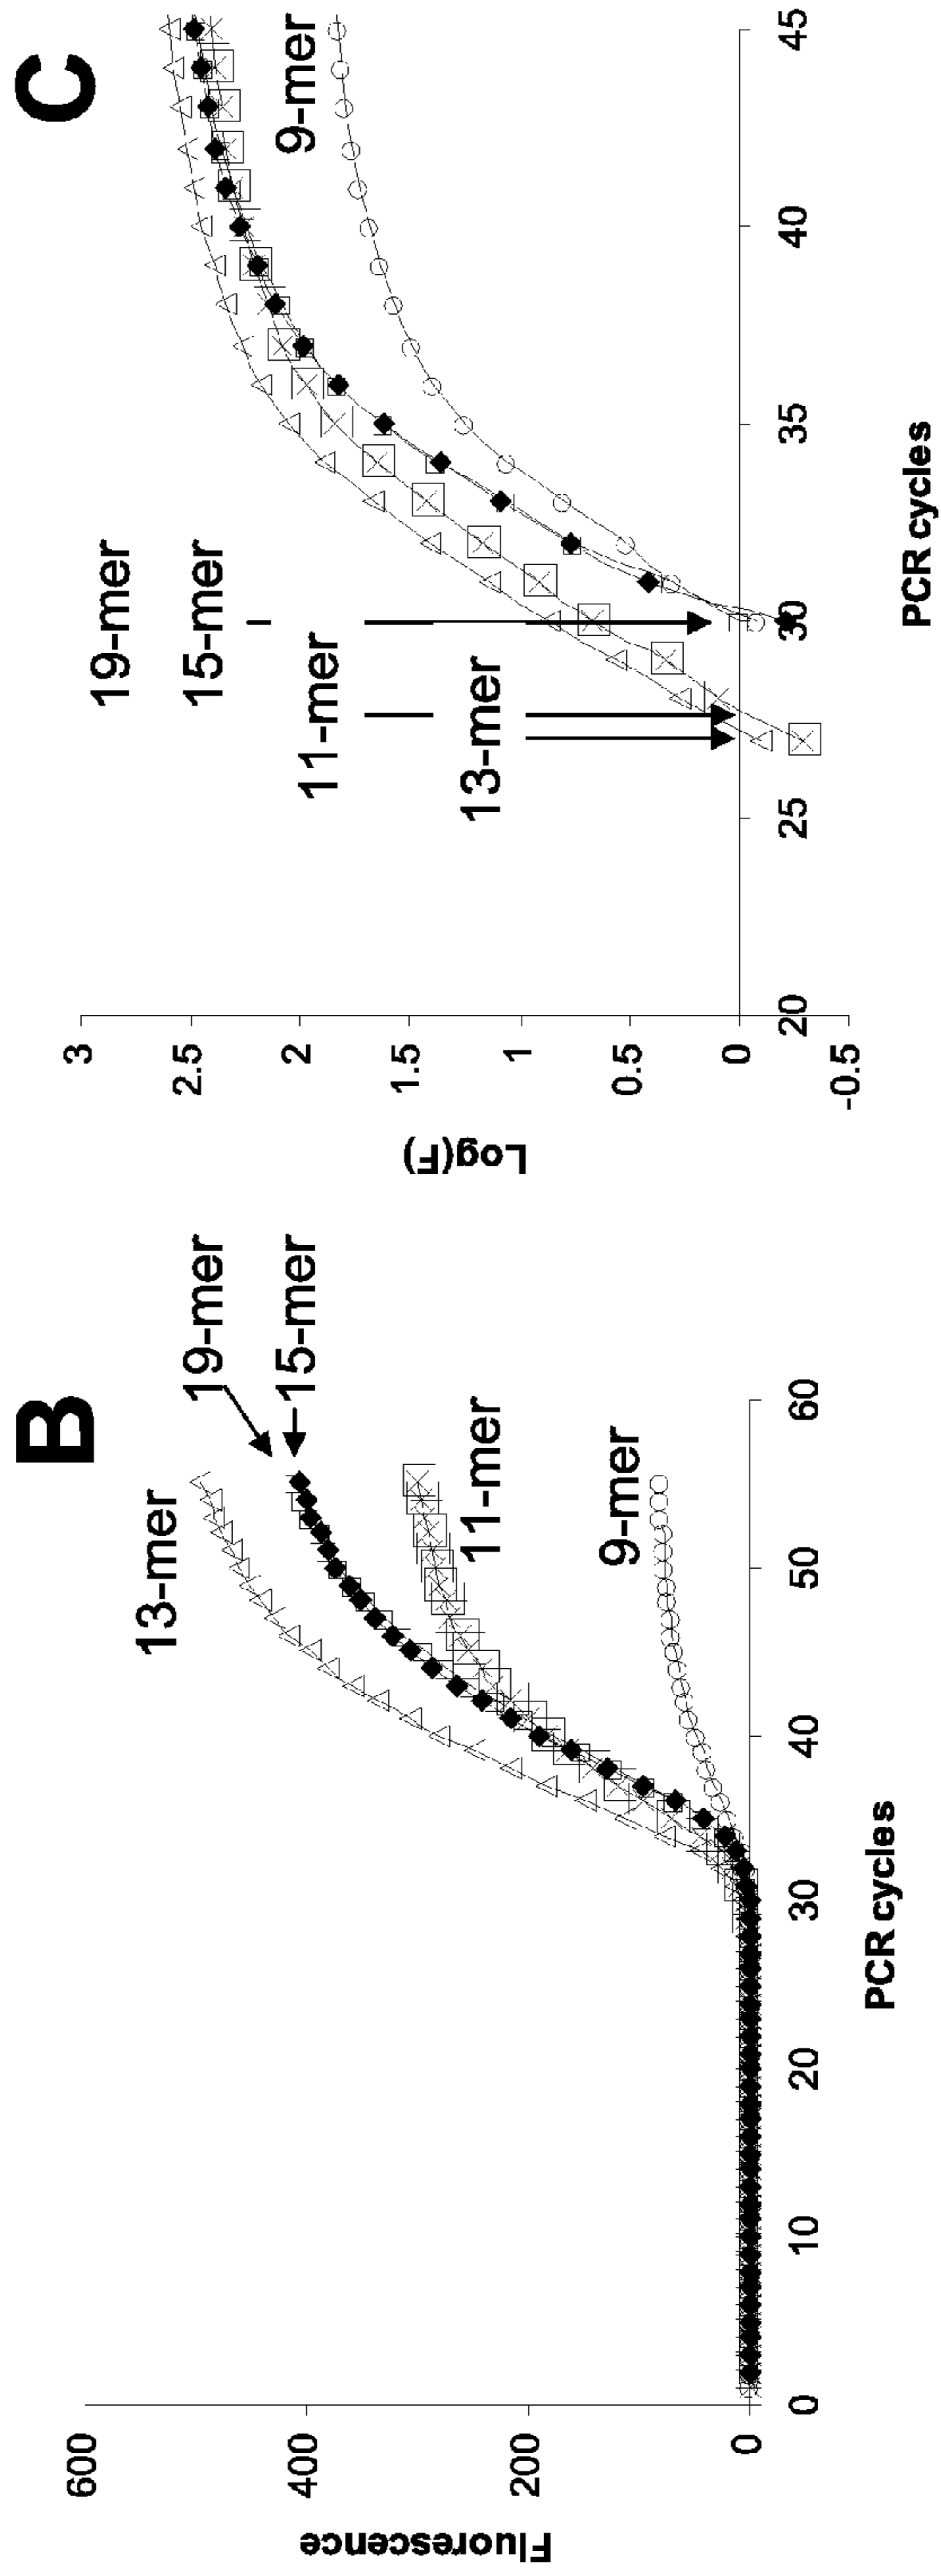 B
Fluorescence
600
400
200
0
0
10
20
30
40
50
60
PCR cycles
13-mer
19-mer
15-mer
11-mer
9-mer
C
Log(F)
3
2.5
2
1.5
1
0.5
0
-0.5
20
25
30
35
40
45
PCR cycles
19-mer
15-mer
11-mer
13-mer
9-mer